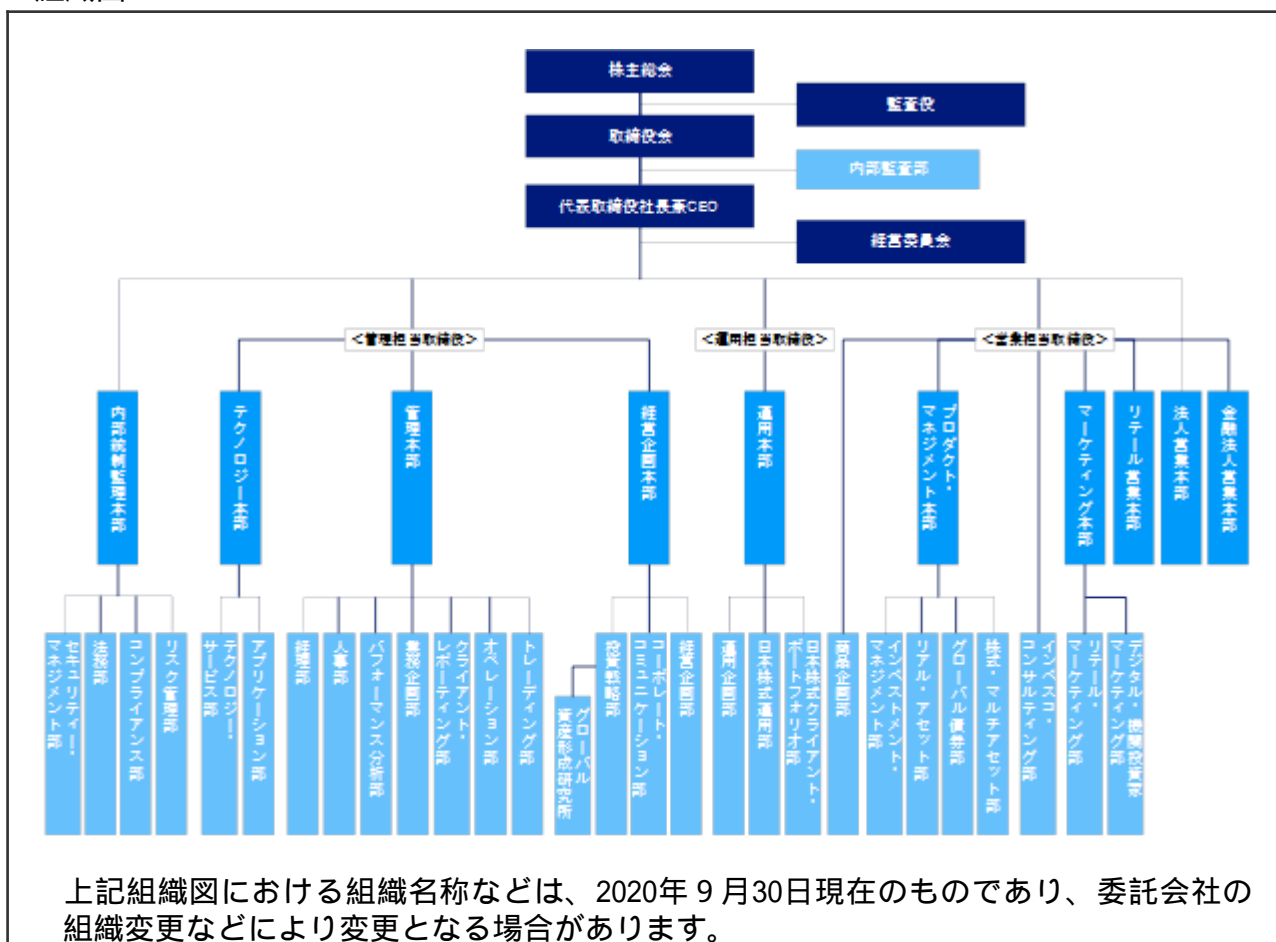 株主総会
監査役
取締役会
内部監査部
代表取締役社長兼CEO
経営委員会
＜管理担当取締役＞
＜運用担当取締役＞
＜営業担当取締役＞
内部統制監理本部
テクノロジー本部
管理本部
経営企画本部
運用本部
プロダクト・
マネジメント本部
マーケティング本部
リテール営業本部
法人営業本部
金融法人営業本部
セキュリティー・
マネジメント部
法務部
コンプライアンス部
リスク管理部
テクノロジー・
サービス部
アプリケーション部
経理部
人事部
パフォーマンス分析部
業務企画部
クライアント・
レポーティング部
オペレーション部
トレーディング部
グローバル
資産形成研究所
投資戦略部
コーポレート・
コミュニケーション部
経営企画部
運用企画部
日本株式運用部
日本株式クライアント・
ポートフォリオ部
商品企画部
インベストメント・
マネジメント部
リアル・アセット部
グローバル債券部
株式・マルチアセット部
インベスコ・
コンサルティング部
リテール・
マーケティング部
デジタル・機関投資家
マーケティング部
上記組織図における組織名称などは、2020年９月30日現在のものであり、委託会社の
組織変更などにより変更となる場合があります。